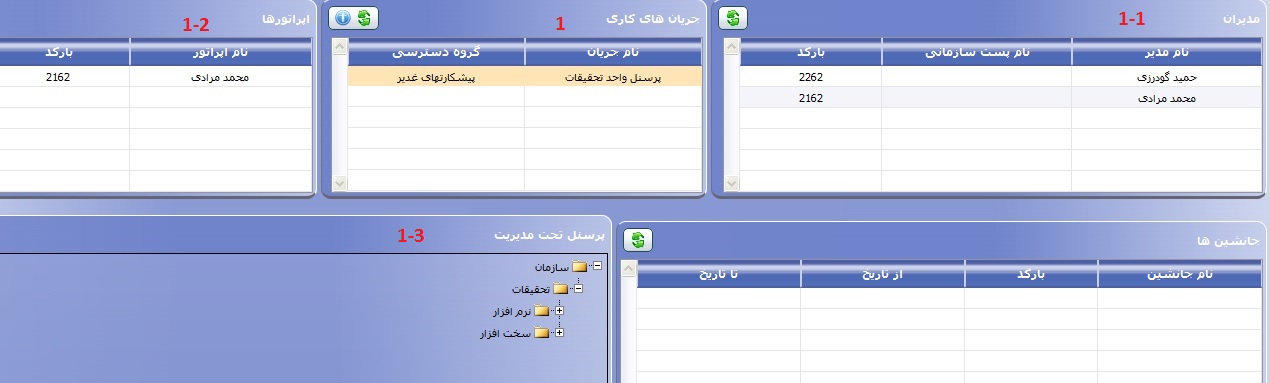 مدیران
1-1
نام مدیر نام پست سازمانی بارکد
حمید گودرزی 2262
محمد مرادی 2162
جریان های کاری
1
نام جریان گروه دسترسی
پرسنل واحد تحقیقات پیشکارتهای غدیر
اپراتورها
1-2
نام اپراتور بارکد
محمد مرادی 2162
جانشین ها
نام جانشین بارکد از تاریخ تا تاریخ
پرسنل تحت مدیریت
1-3
سازمان
تحقیقات
نرم افزار
سخت افزار